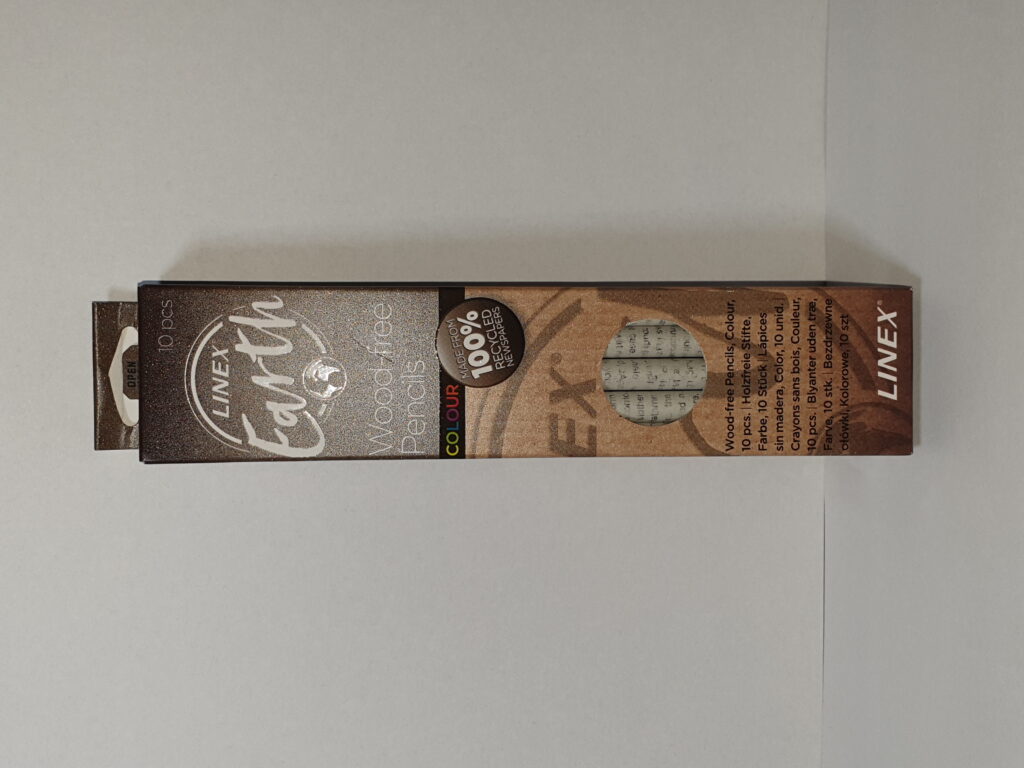 OPEN
10 pcs
LINEX
Earth
Wood-free
Pencils
COLOUR
MADE FROM
100%
RECYCLED
NEWSPAPERS
EX
Wood-free Pencils, Colour,
10 pcs. | Holzfreie Stifte,
Farbe, 10 Stück | Lápices
sin madera, Color, 10 unid. |
Crayons sans bois, Couleur,
10 pcs. | Blyanter uden træ,
Farve, 10 stk. | Bezdrzewne
ołówki, Kolorowe, 10 szt
LINEX®